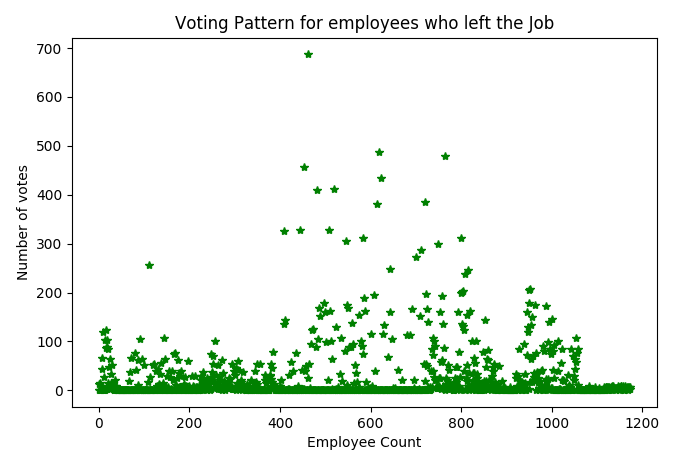 Voting Pattern for employees who left the Job
700
600
500
400
300
200
100
0
Number of votes
0 200 400 600 800 1000 1200
Employee Count